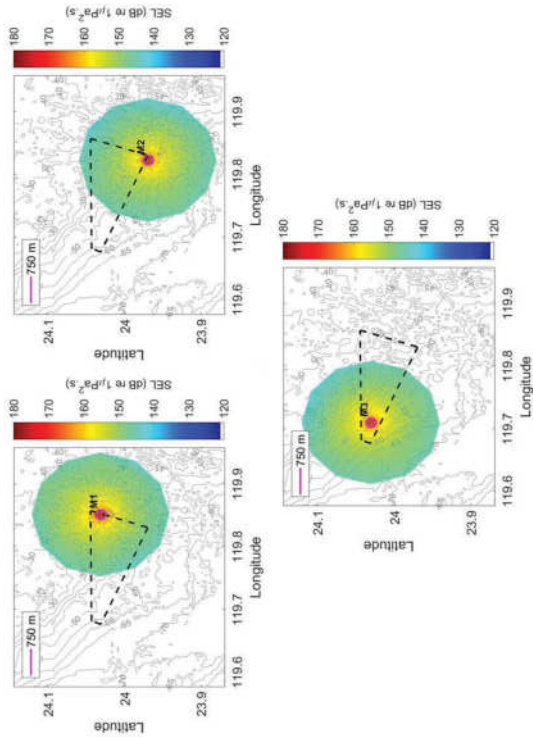 750 m
M1
24.1
24
23.9
Latitude
119.6
119.7
119.8
119.9
Longitude
180
170
160
150
140
130
120
SEL (dB re 1μPa².s)
750 m
M2
24.1
24
23.9
Latitude
119.6
119.7
119.8
119.9
Longitude
180
170
160
150
140
130
120
SEL (dB re 1μPa².s)
750 m
M3
24.1
24
23.9
Latitude
119.6
119.7
119.8
119.9
Longitude
180
170
160
150
140
130
120
SEL (dB re 1μPa².s)